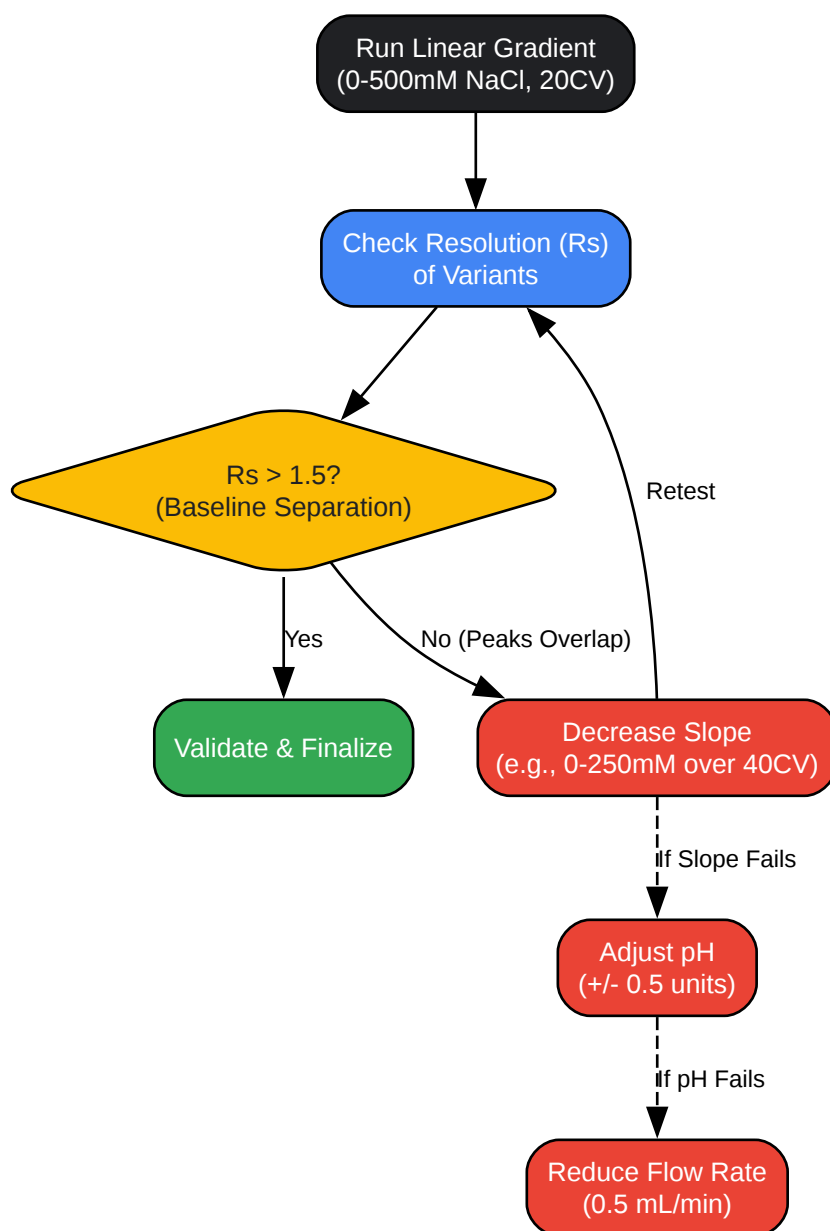 Run Linear Gradient
(0-500mM NaCl, 20CV)
Check Resolution (Rs)
of Variants
Rs > 1.5?
(Baseline Separation)
Retest
Yes
No (Peaks Overlap)
Validate & Finalize
Decrease Slope
(e.g., 0-250mM over 40CV)
If Slope Fails
Adjust pH
(+/- 0.5 units)
If pH Fails
Reduce Flow Rate
(0.5 mL/min)